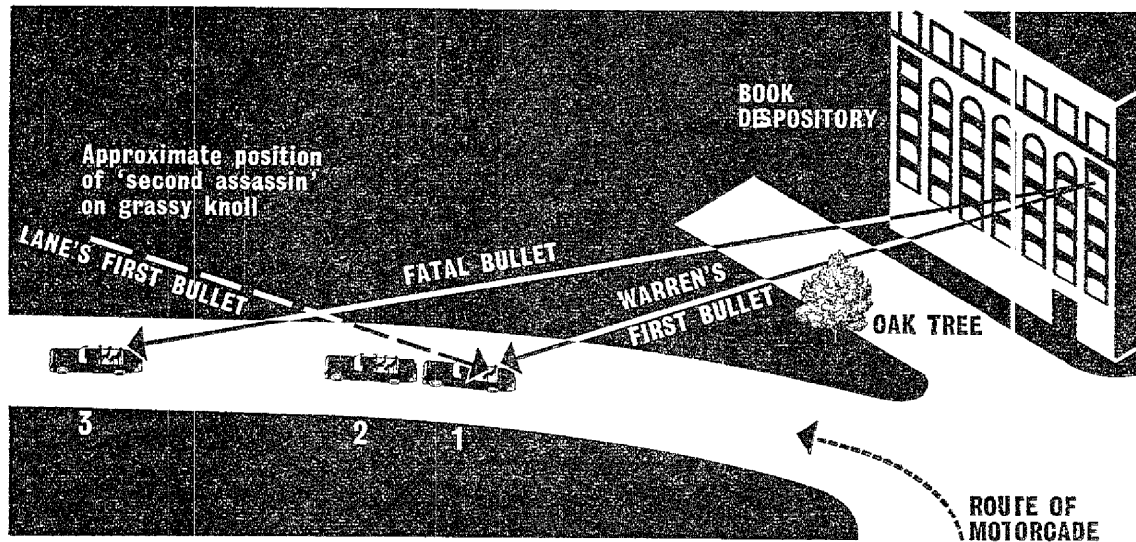 BOOK
DESPOSITORY
Approximate position
of 'second assassin'
on grassy knoll
LANE'S FIRST BULLET
FATAL BULLET
WARREN'S
FIRST BULLET
OAK TREE
3
2
1
ROUTE OF
MOTORCADE